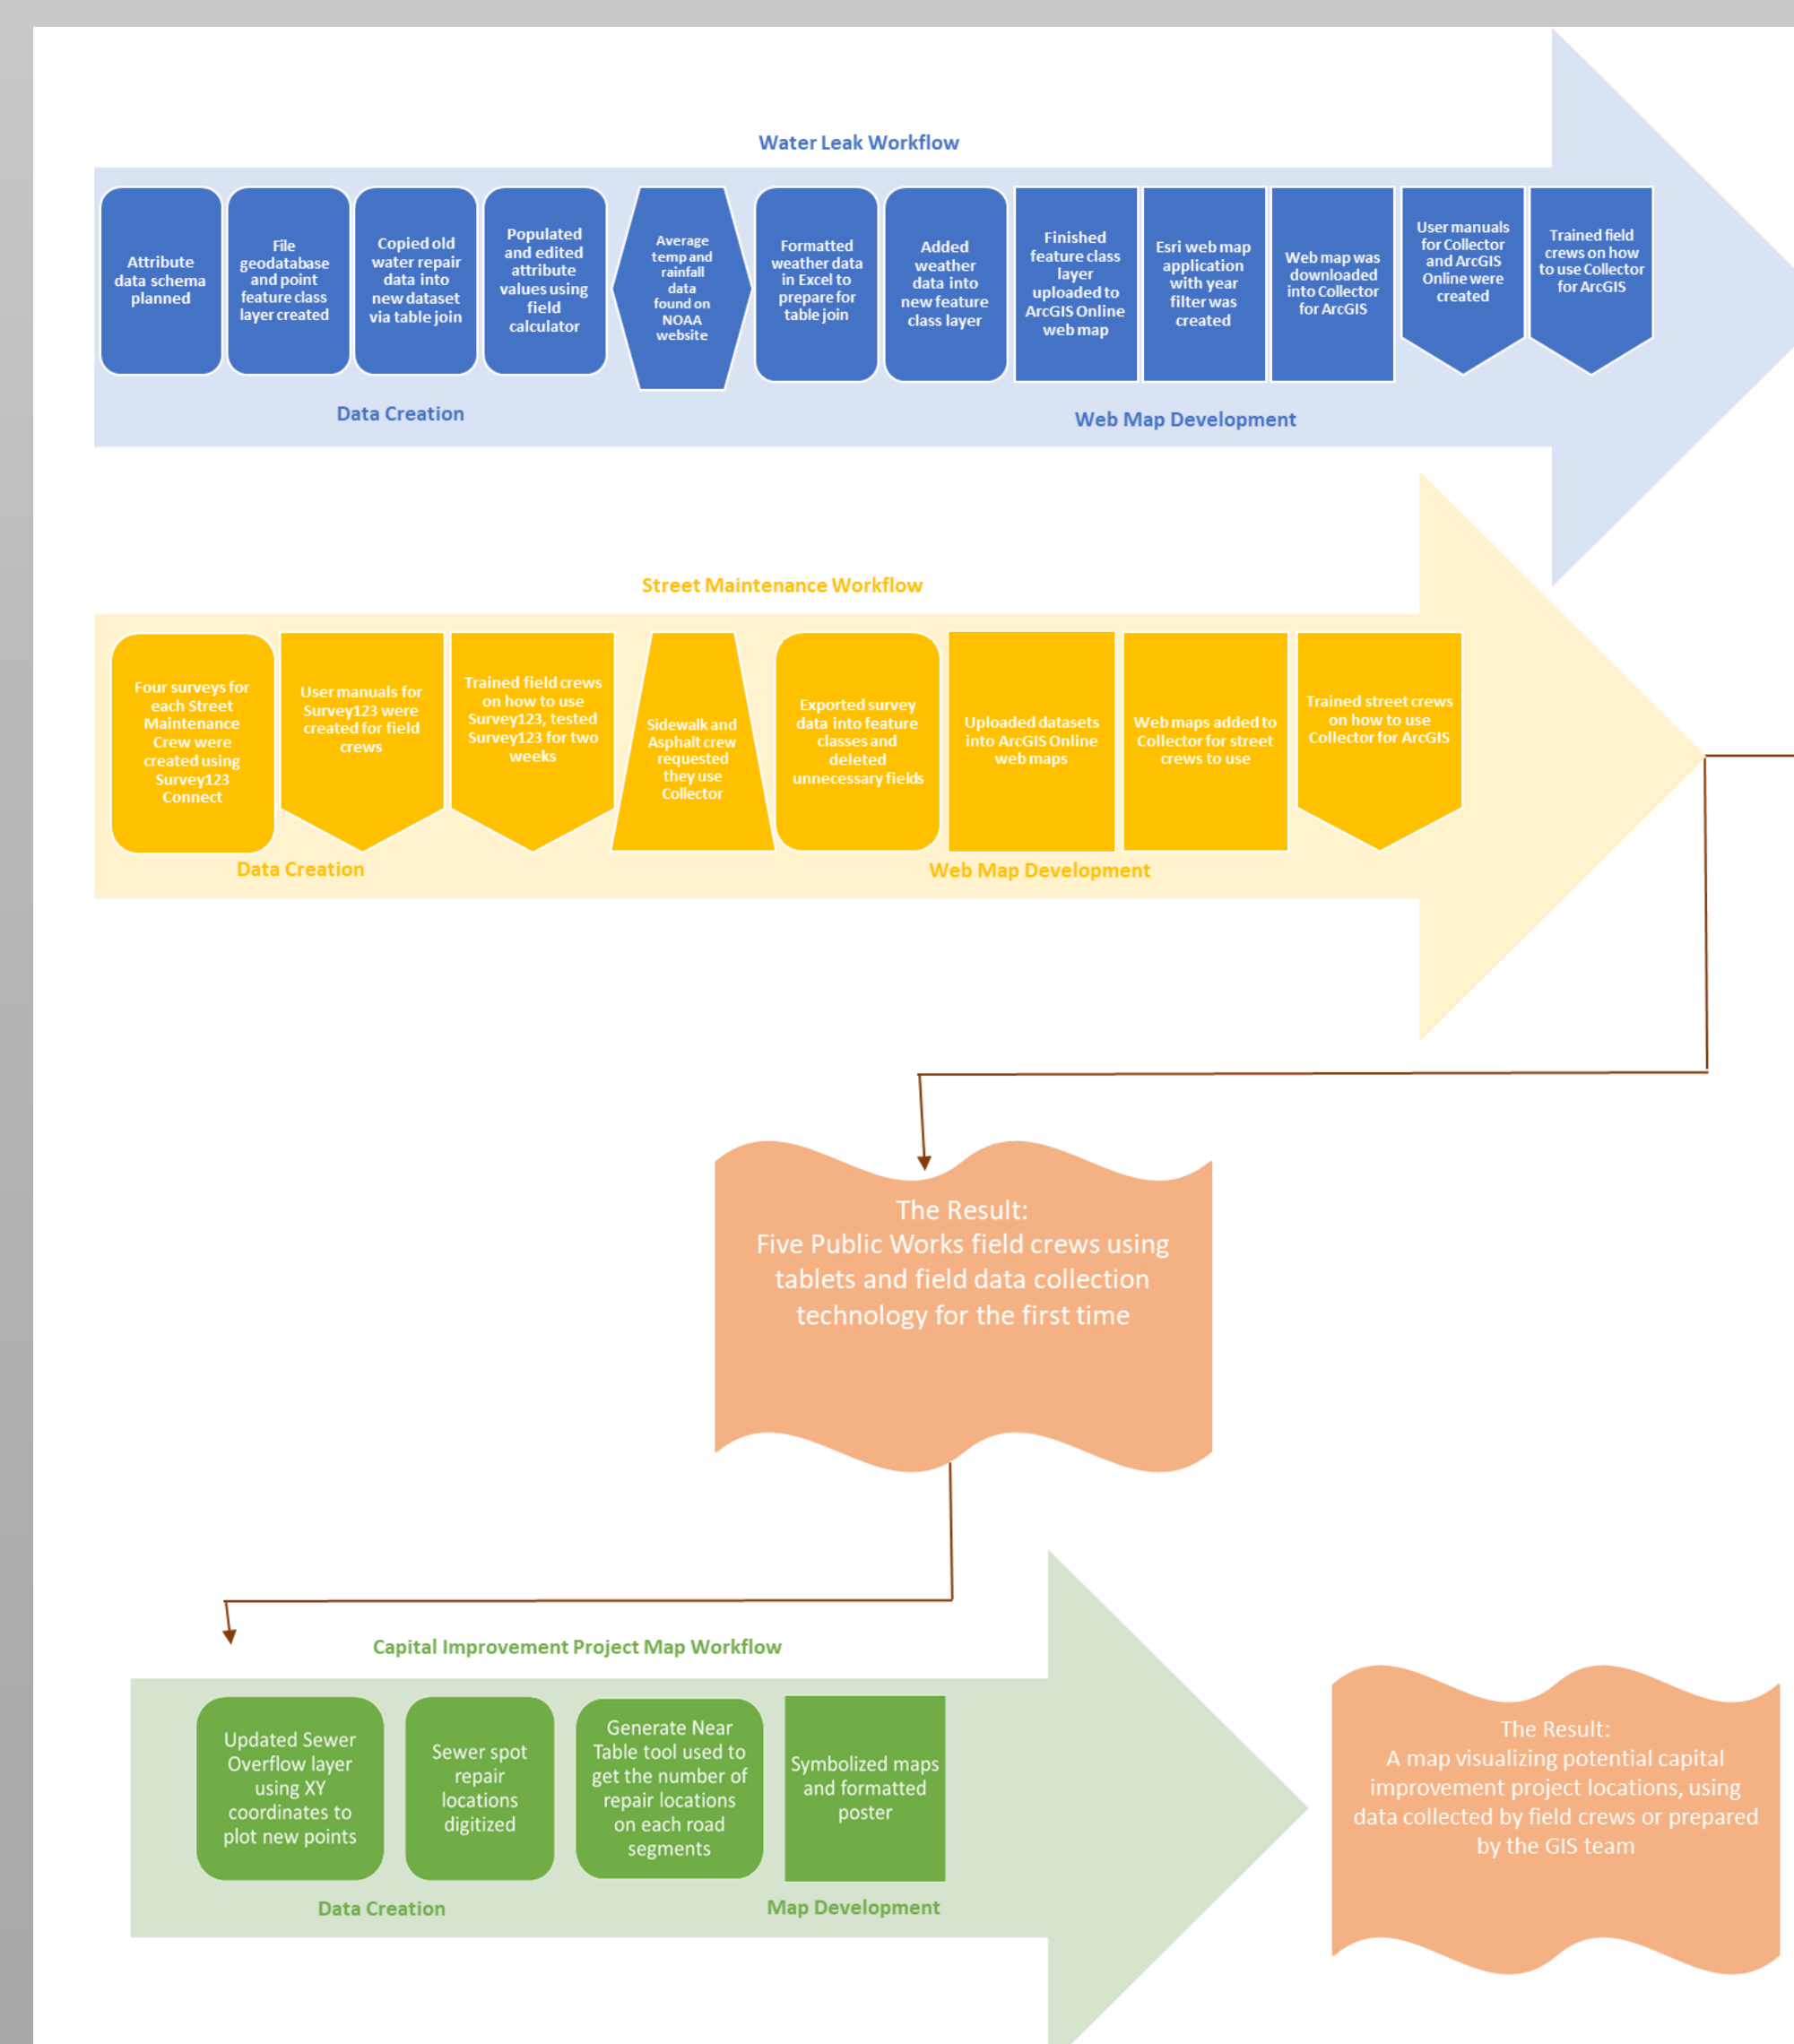 Water Leak Workflow
Attribute
data schema
planned
File
geodatabase
and point
feature class
layer created
Copied old
water repair
data into
new dataset
via table join
Populated
and edited
attribute
values using
field
calculator
Average
temp and
rainfall
data
found on
NOAA
website
Formatted
weather data
in Excel to
prepare for
table join
Added
weather
data into
new feature
class layer
Finished
feature class
layer
uploaded to
ArcGIS Online
web map
Esri web map
application
with year
filter was
created
Web map was
downloaded
into Collector
for ArcGIS
User manuals
for Collector
and ArcGIS
Online were
created
Trained field
crews on how
to use Collector
for ArcGIS
Data Creation
Web Map Development
Street Maintenance Workflow
Four surveys for
each Street
Maintenance
Crew were
created using
Survey123
Connect
User manuals for
Survey123 were
created for field
crews
Trained field crews
on how to use
Survey123, tested
Survey123 for two
weeks
Sidewalk and
Asphalt crew
requested
they use
Collector
Exported survey
data into feature
classes and
deleted
unnecessary fields
Uploaded datasets
into ArcGIS Online
web maps
Web maps added to
Collector for street
crews to use
Trained street crews
on how to use
Collector for ArcGIS
Data Creation
Web Map Development
The Result:
Five Public Works field crews using
tablets and field data collection
technology for the first time
Capital Improvement Project Map Workflow
Updated Sewer
Overflow layer
using XY
coordinates to
plot new points
Sewer spot
repair
locations
digitized
Generate Near
Table tool used to
get the number of
repair locations
on each road
segments
Symbolized maps
and formatted
poster
Data Creation
Map Development
The Result:
A map visualizing potential capital
improvement project locations, using
data collected by field crews or prepared
by the GIS team